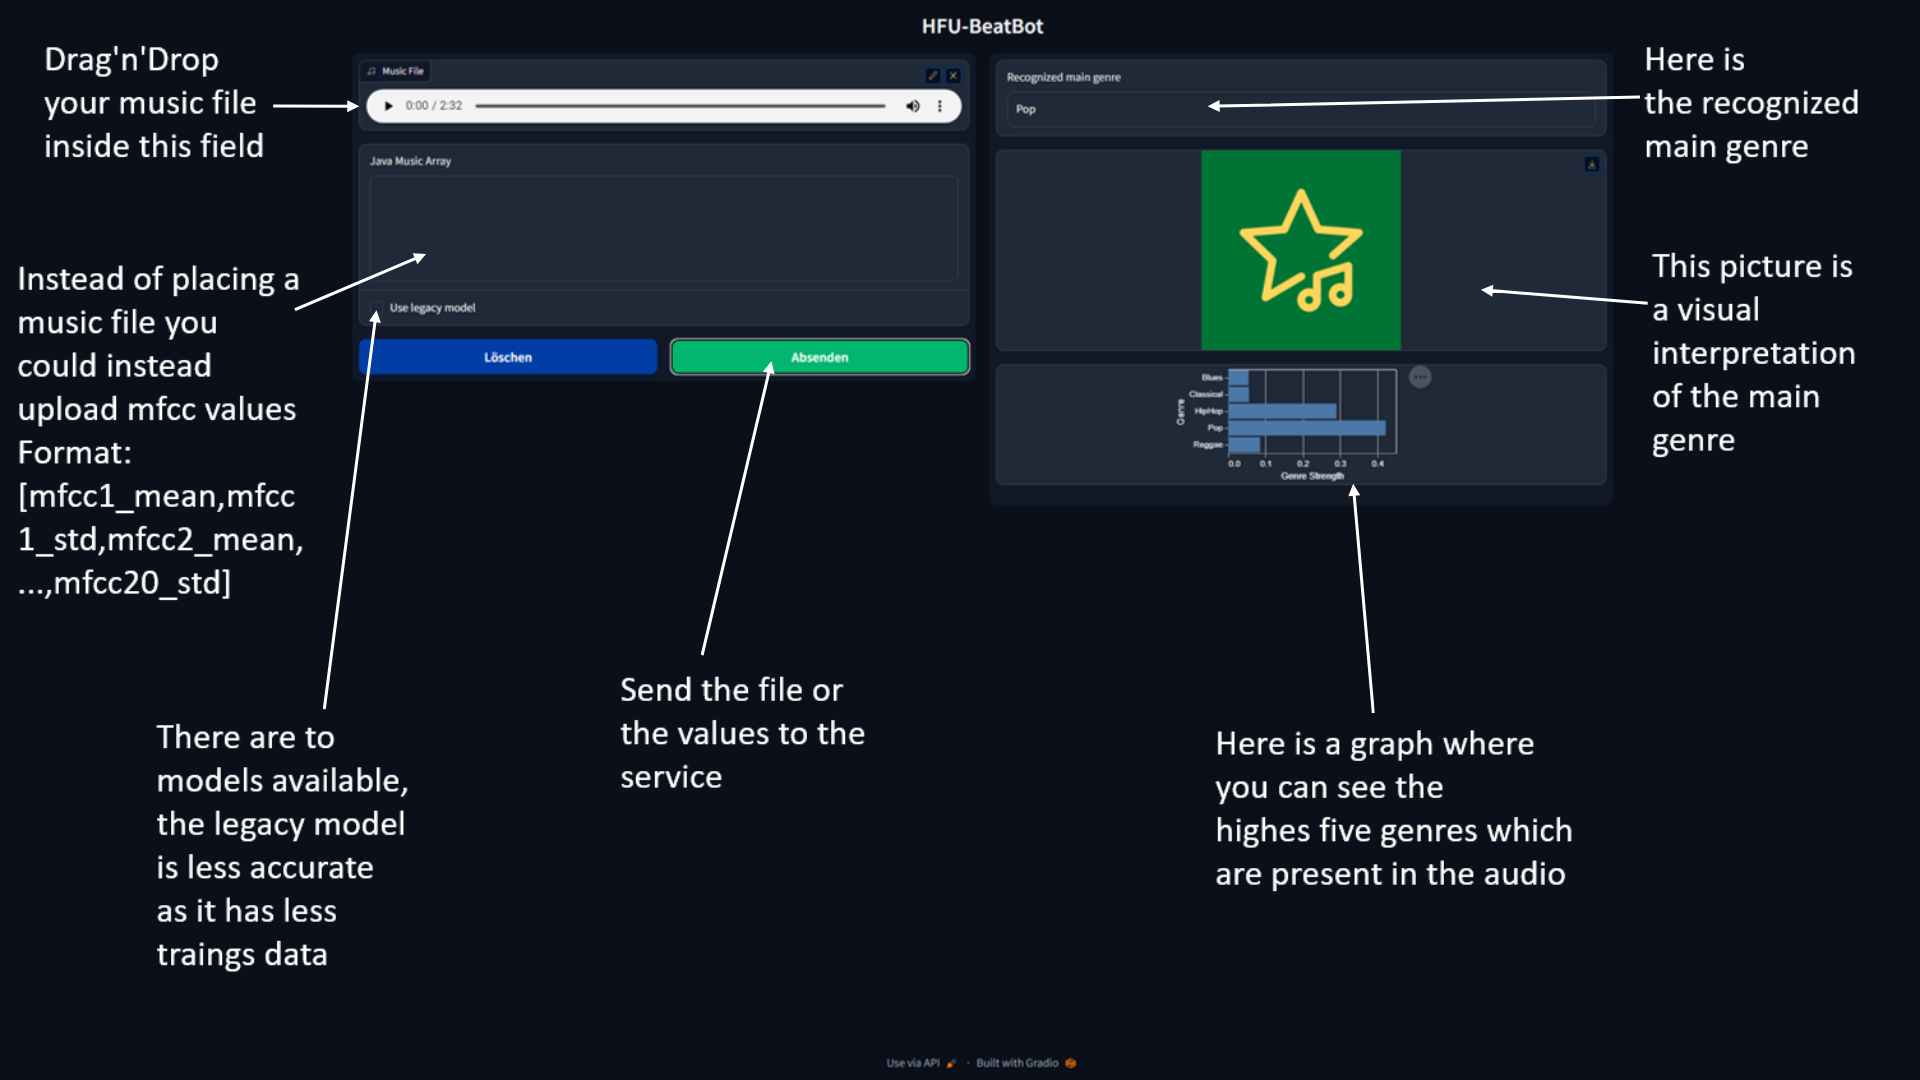 HFU-BeatBot
Drag'n'Drop
your music file
inside this field
Music File
0:00 / 2:32
Java Music Array
Instead of placing a
music file you
could instead
upload mfcc values
Format:
[mfcc1_mean,mfcc
1_std,mfcc2_mean,
...,mfcc20_std]
Use legacy model
Löschen
Absenden
There are to
models available,
the legacy model
is less accurate
as it has less
traings data
Send the file or
the values to the
service
Recognized main genre
Pop
Here is
the recognized
main genre
This picture is
a visual
interpretation
of the main
genre
Genre
Blues
Classical
HipHop
Pop
Reggae
0.0 0.1 0.2 0.3 0.4
Genre Strength
Here is a graph where
you can see the
highes five genres which
are present in the audio
Use via API · Built with Gradio